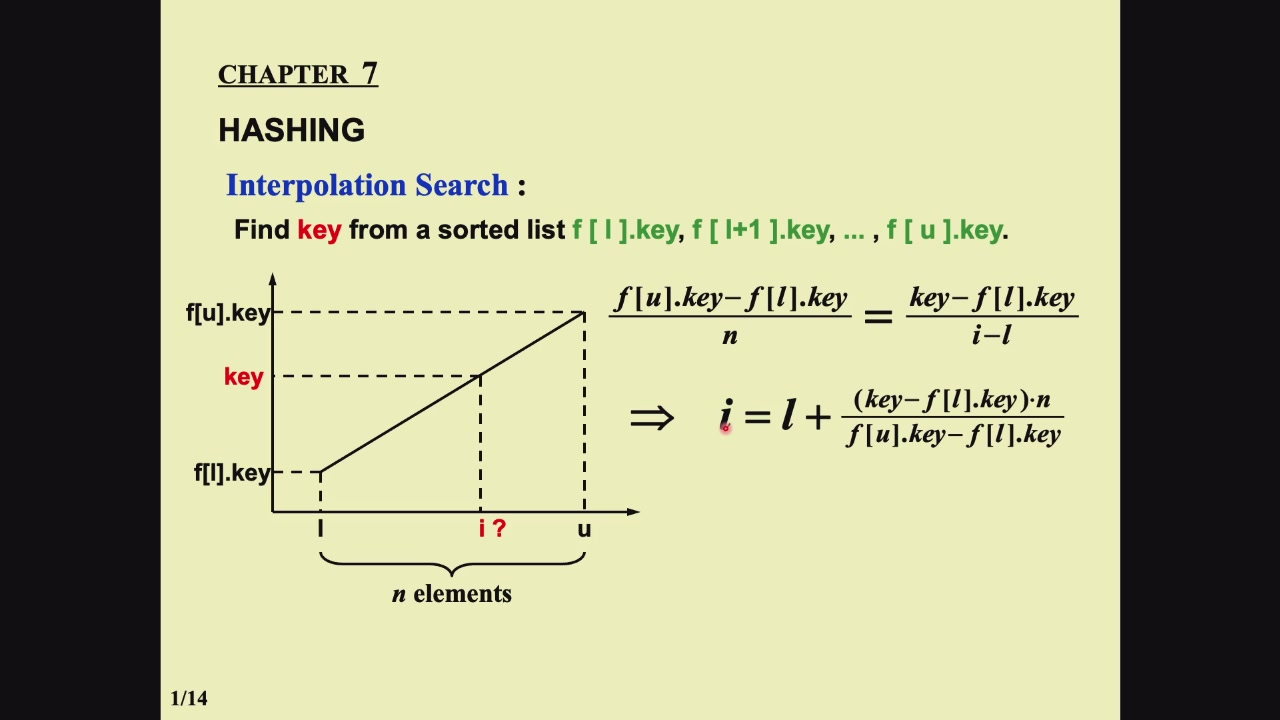 CHAPTER 7
HASHING
Interpolation Search :
Find key from a sorted list f [ l ].key, f [ l+1 ].key, ... , f [ u ].key.
f[u].key
key
f[l].key
l
i ?
u
n elements
f[u].key−f[l].key / n = key−f[l].key / i−l
⇒ i = l + (key−f[l].key)·n / f[u].key−f[l].key
1/14